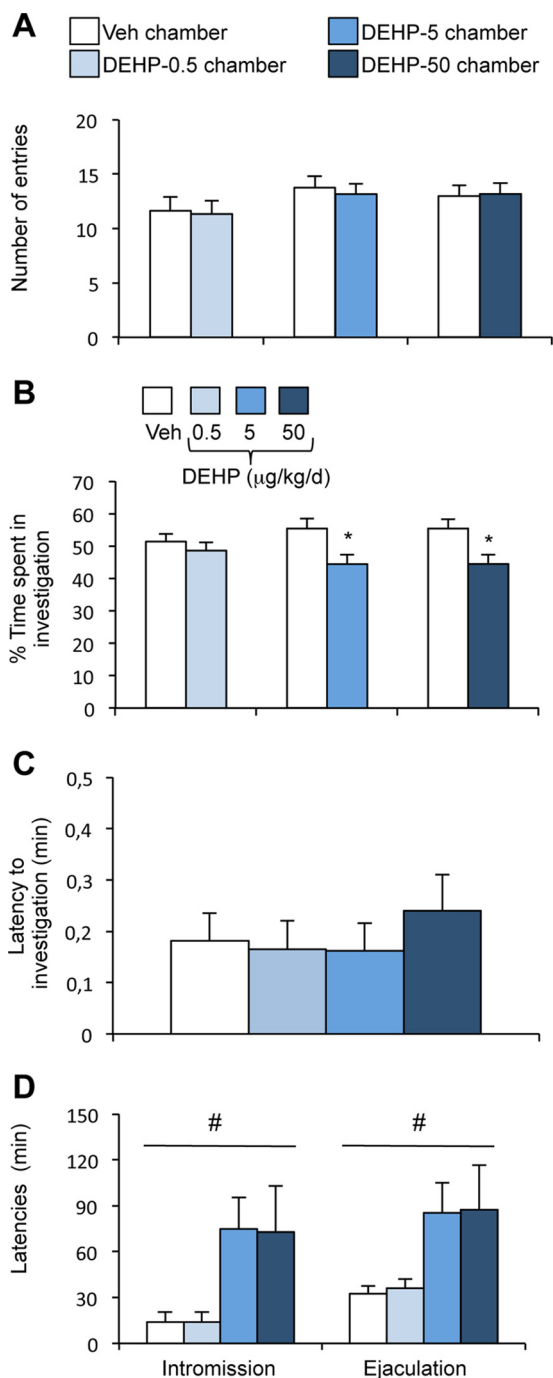 A
Veh chamber
DEHP-5 chamber
DEHP-0.5 chamber
DEHP-50 chamber
Number of entries
20
15
10
5
0
B
Veh 0.5 5 50
DEHP (μg/kg/d)
% Time spent in
investigation
70
60
50
40
30
20
10
0
*
*
C
Latency to
investigation (min)
0,5
0,4
0,3
0,2
0,1
0
D
Latencies (min)
150
120
90
60
30
0
#
#
Intromission
Ejaculation